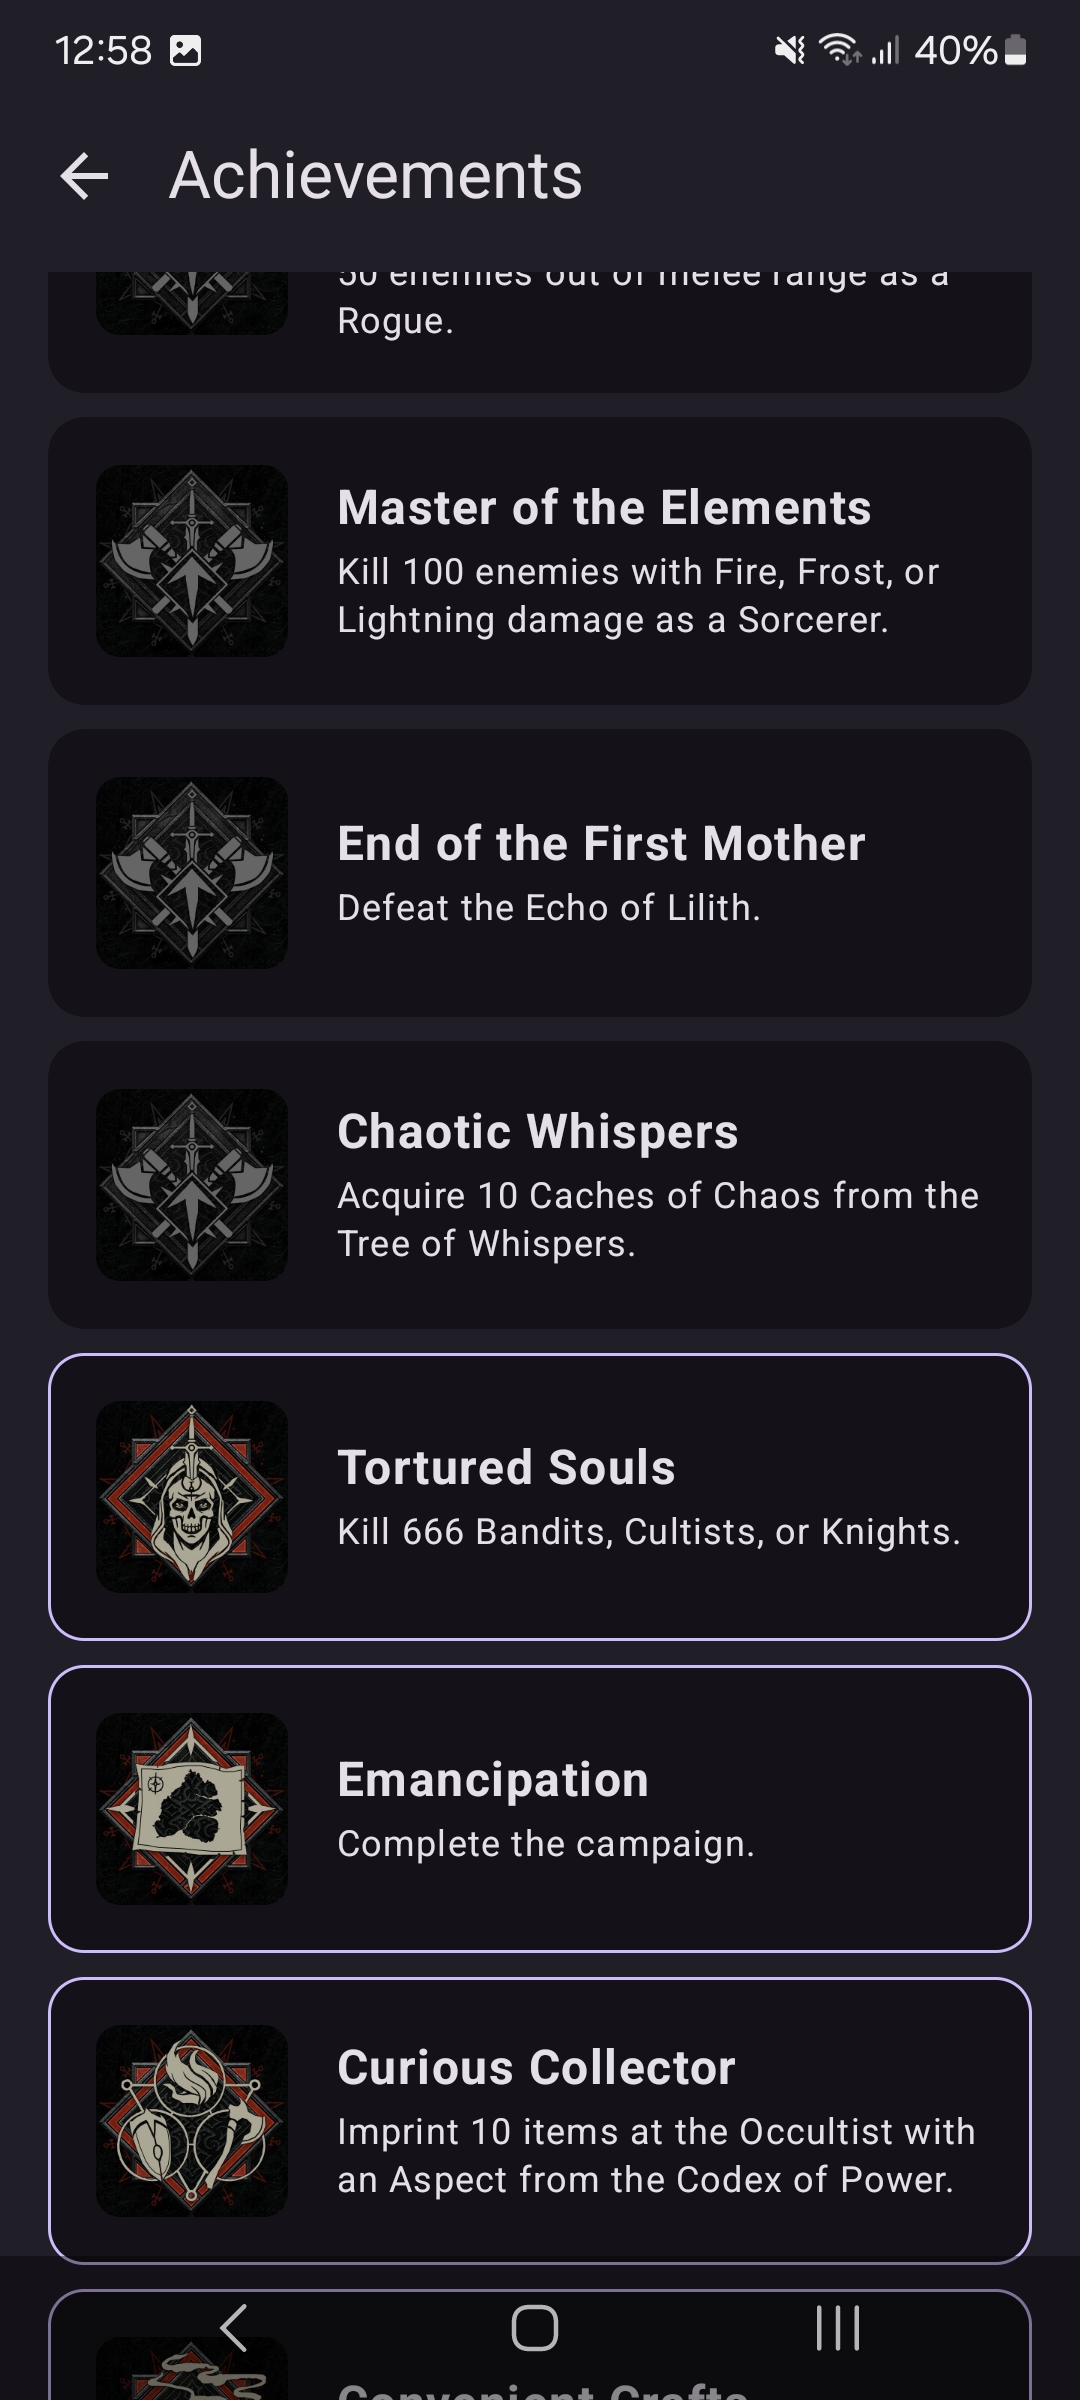 12:58
40%
Achievements
50 enemies out of melee range as a
Rogue.
Master of the Elements
Kill 100 enemies with Fire, Frost, or
Lightning damage as a Sorcerer.
End of the First Mother
Defeat the Echo of Lilith.
Chaotic Whispers
Acquire 10 Caches of Chaos from the
Tree of Whispers.
Tortured Souls
Kill 666 Bandits, Cultists, or Knights.
Emancipation
Complete the campaign.
Curious Collector
Imprint 10 items at the Occultist with
an Aspect from the Codex of Power.
Convenient Crafts